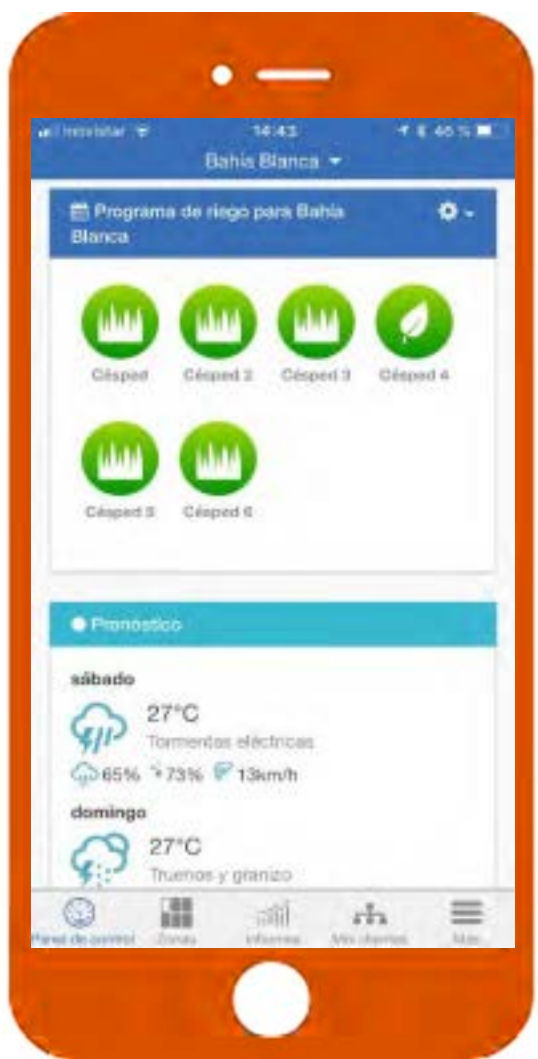 movistar 14:43 46 %
Bahía Blanca
Programa de riego para Bahía
Blanca
Césped Césped 2 Césped 3 Césped 4
Césped 5 Césped 6
Pronóstico
sábado
27°C
Tormentas eléctricas
65% 73% 13km/h
domingo
27°C
Truenos y granizo
Panel de control Zonas Informes Mis clientes Más